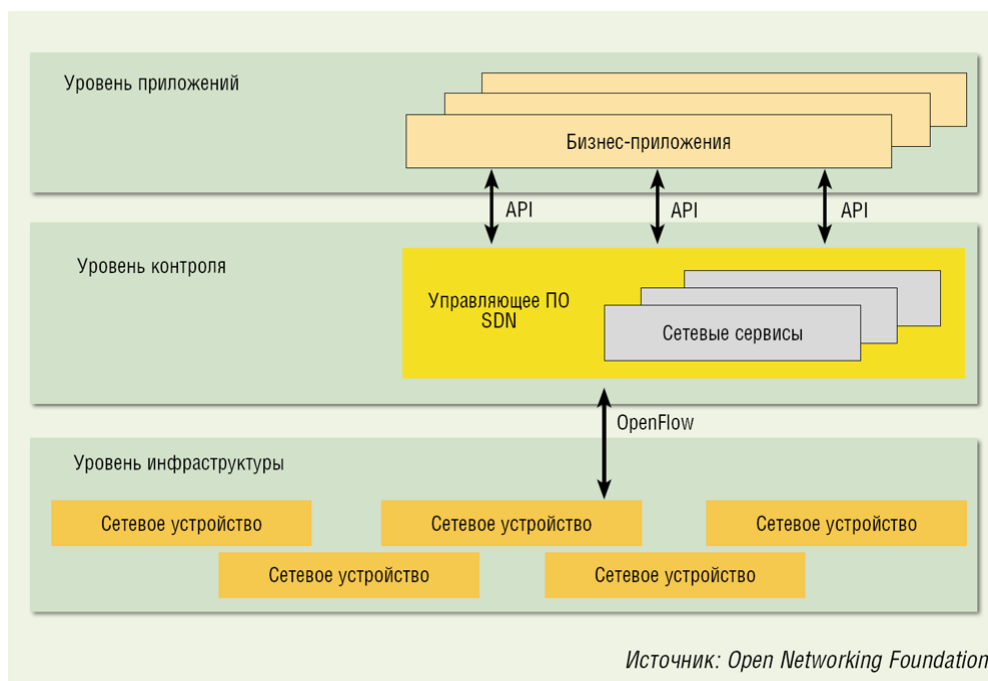 Уровень приложений
Бизнес-приложения
API
API
API
Уровень контроля
Управляющее ПО
SDN
Сетевые сервисы
OpenFlow
Уровень инфраструктуры
Сетевое устройство
Сетевое устройство
Сетевое устройство
Сетевое устройство
Сетевое устройство
Источник: Open Networking Foundation